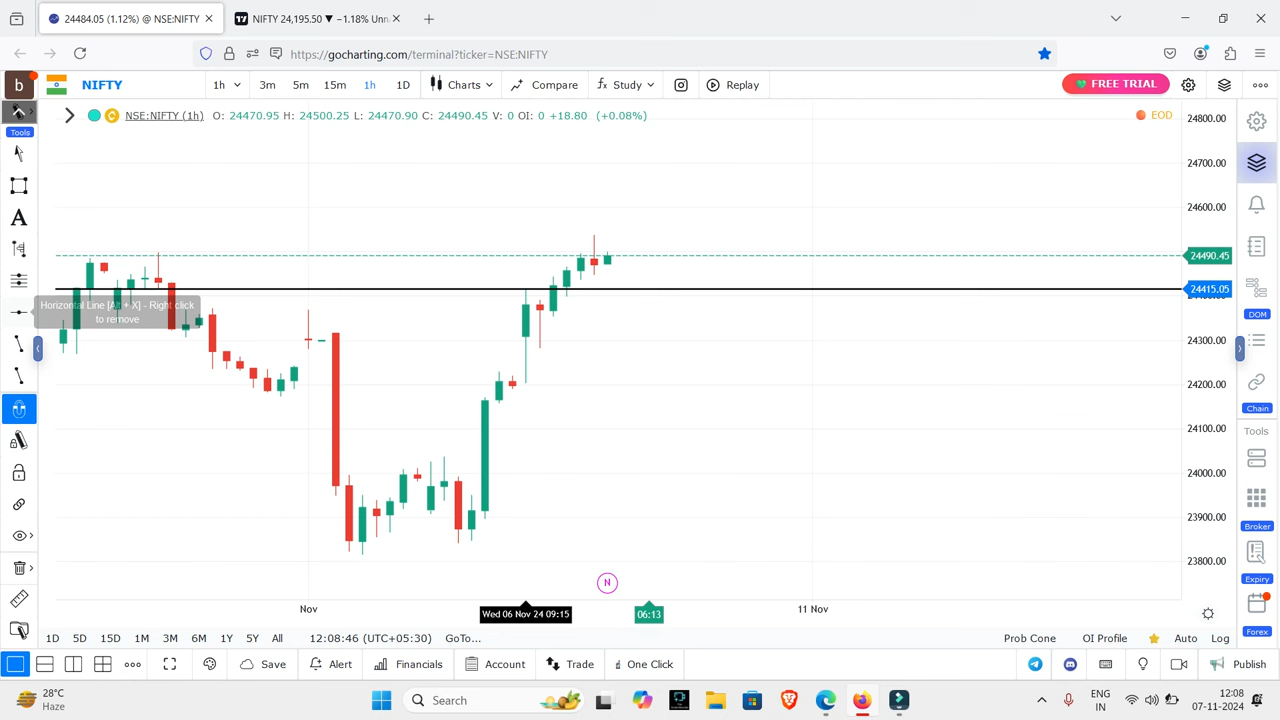 24484.05 (1.12%) @ NSE:NIFTY
NIFTY 24,195.50 ▼ −1.18% Unn
https://gocharting.com/terminal?ticker=NSE:NIFTY
b
NIFTY
1h
3m
5m
15m
1h
1D
Charts
Compare
fx Study
Replay
FREE TRIAL
NSE:NIFTY (1h) O: 24470.95 H: 24500.25 L: 24470.90 C: 24490.45 V: 0 OI: 0 +18.80 (+0.08%)
C
EOD
Tools
A
Horizontal Line [Alt + X] - Right click
to remove
24800.00
24700.00
24600.00
24490.45
24415.05
24300.00
24200.00
24100.00
24000.00
23900.00
23800.00
DOM
Chain
Tools
Broker
Expiry
Forex
N
Nov
Wed 06 Nov 24 09:15
06:13
11 Nov
1D 5D 15D 1M 3M 6M 1Y 5Y All 12:08:46 (UTC+05:30) GoTo...
Prob Cone OI Profile Auto Log
Save
Alert
Financials
Account
Trade
One Click
Publish
28°C
Haze
Search
ENG
IN
12:08
07-11-2024